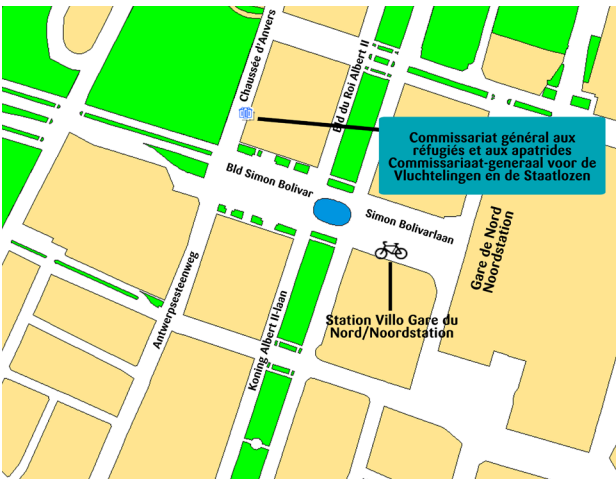 Chaussée d'Anvers
Bld du Roi Albert II
Commissariat général aux
réfugiés et aux apatrides
Commissariaat-generaal voor de
Vluchtelingen en de Staatlozen
Bld Simon Bolivar
Simon Bolivarlaan
Gare de Nord
Noordstation
Antwerpsesteenweg
Koning Albert II-laan
Station Villo Gare du
Nord/Noordstation